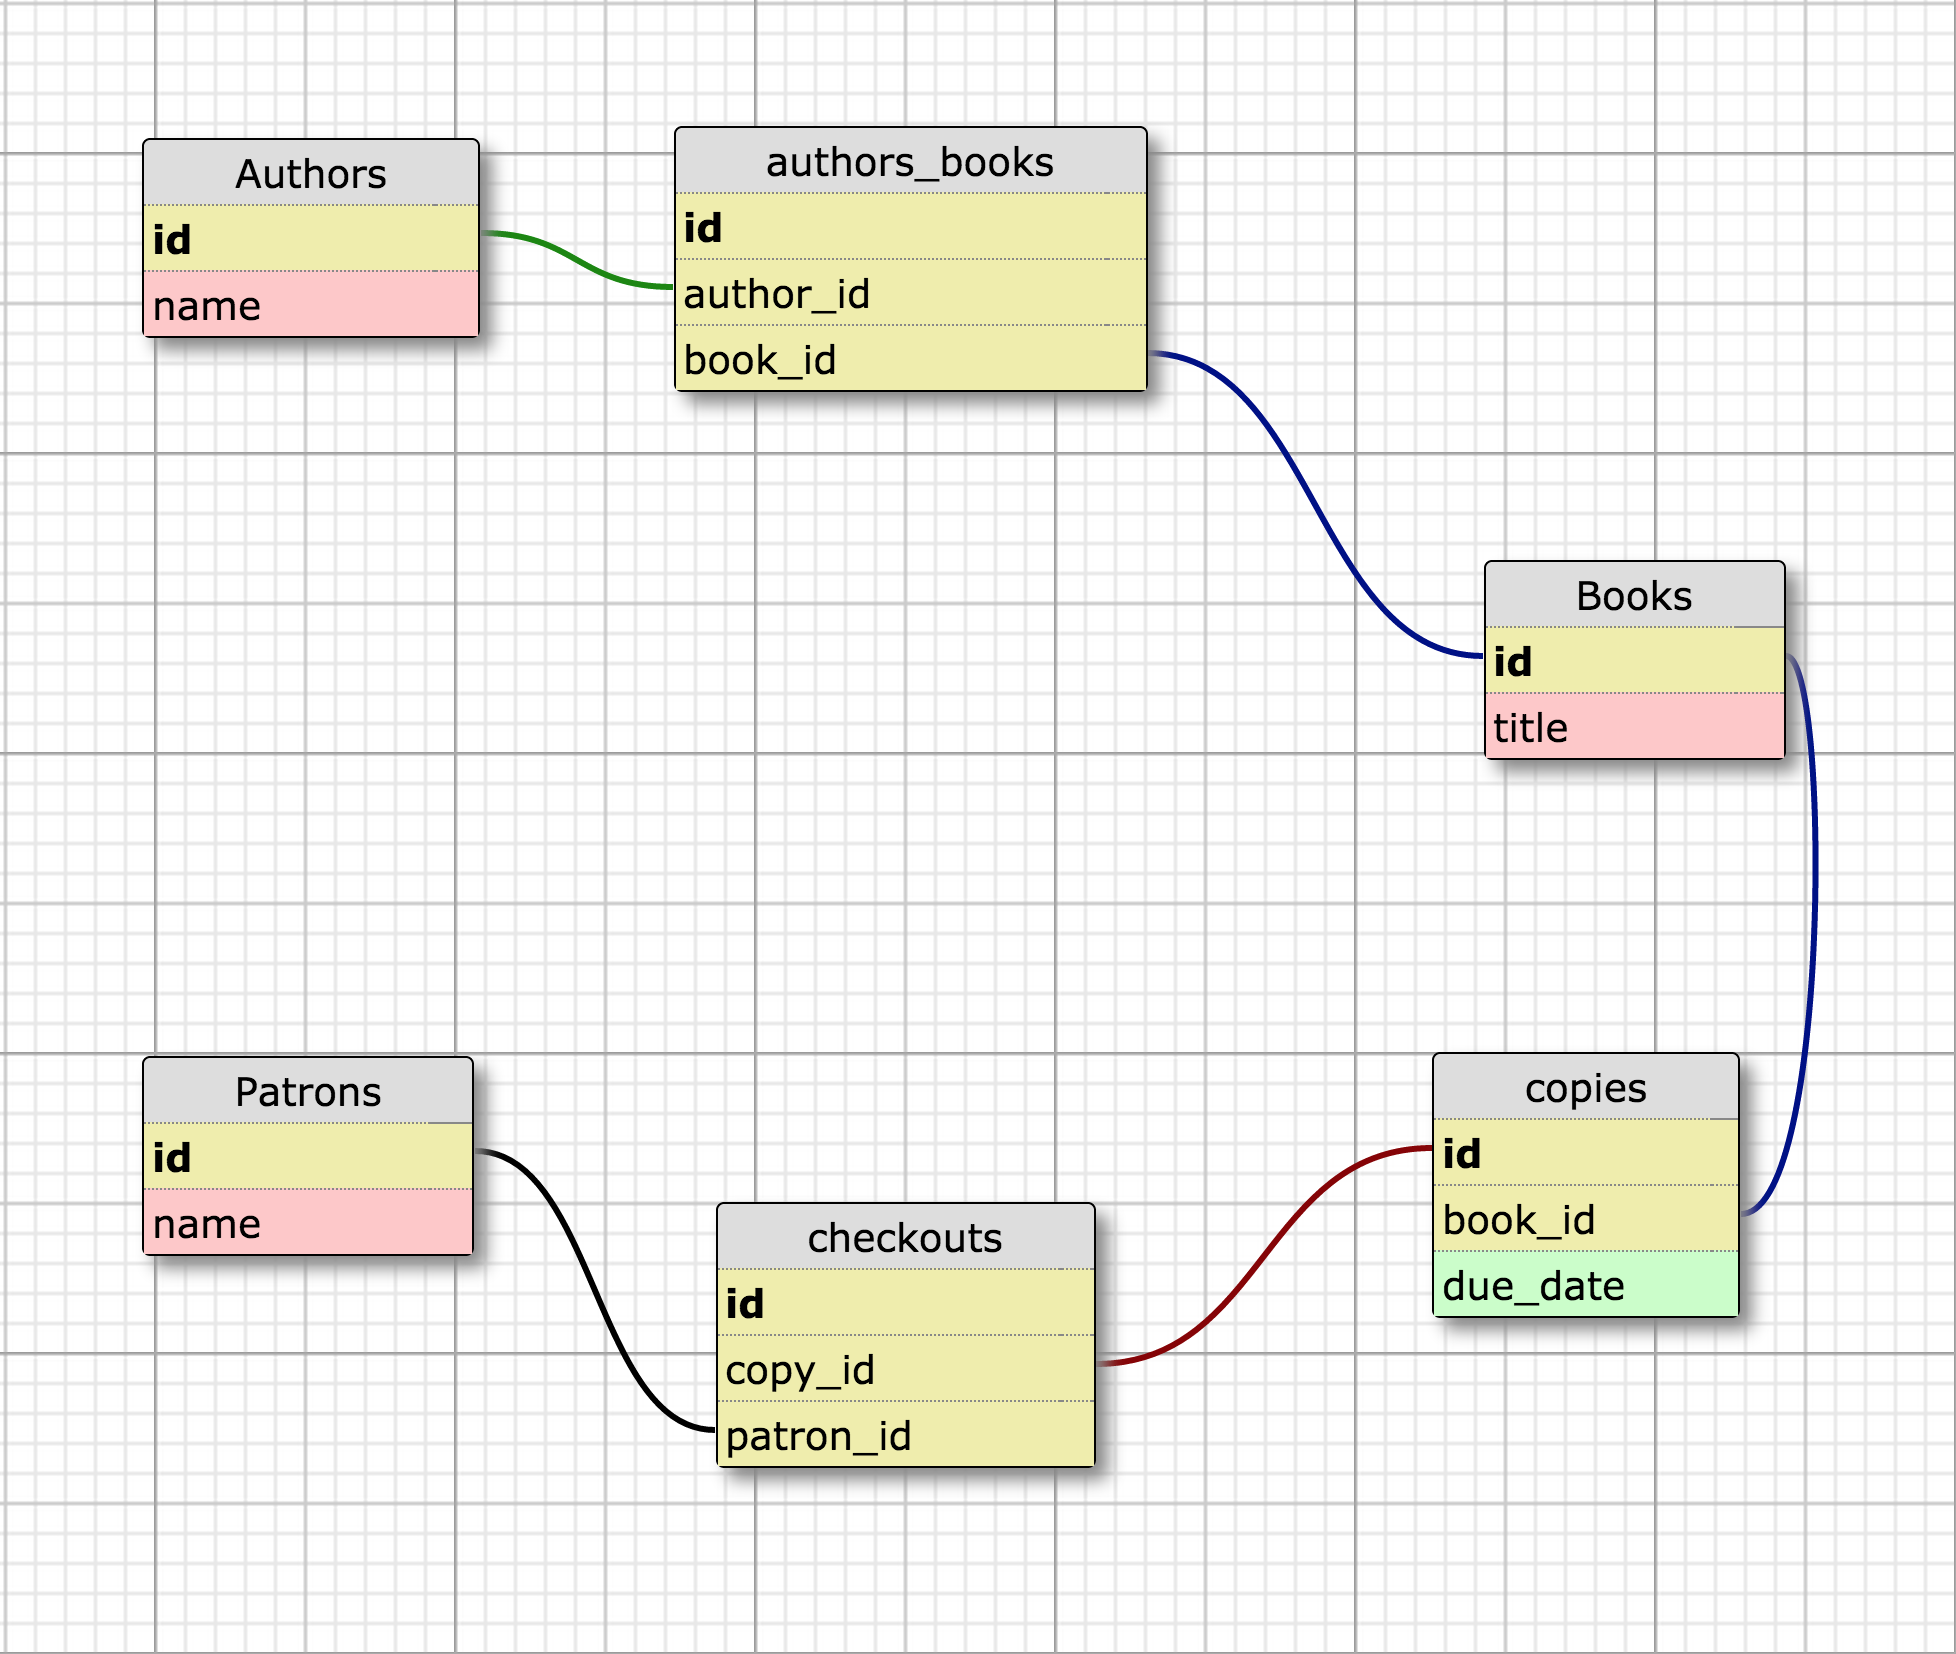 Authors
id
name
authors_books
id
author_id
book_id
Books
id
title
Patrons
id
name
checkouts
id
copy_id
patron_id
copies
id
book_id
due_date